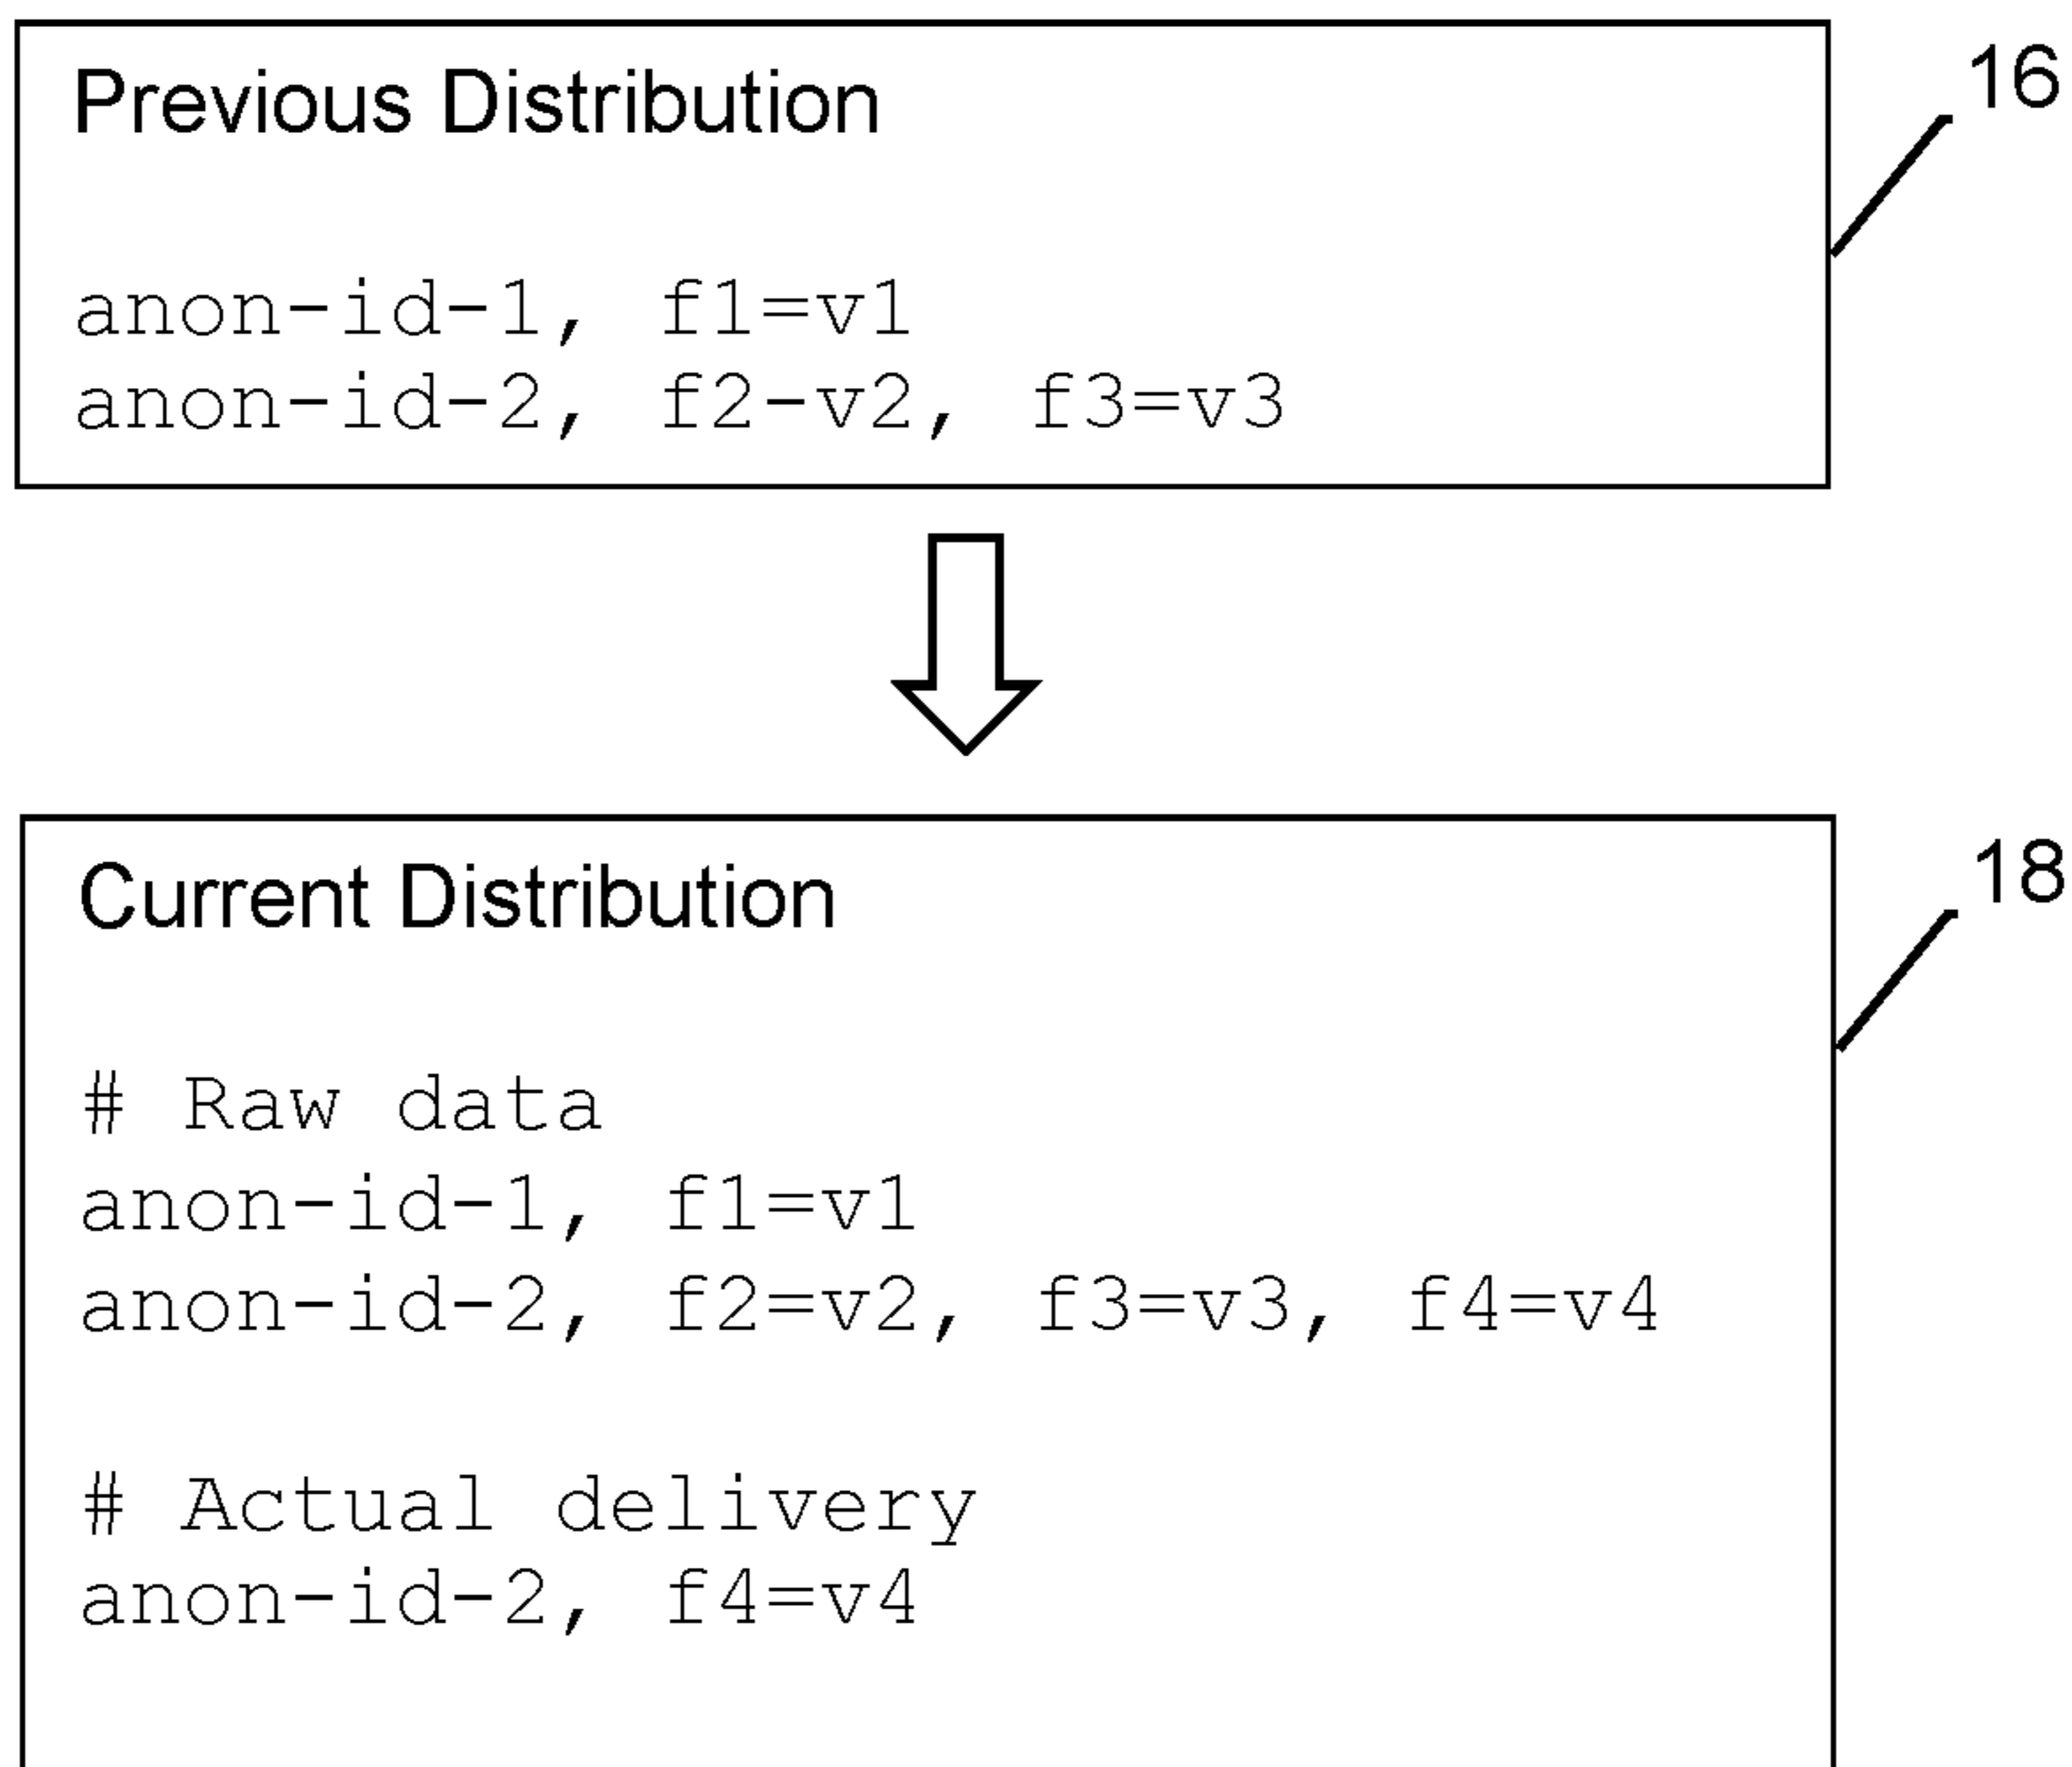 Previous Distribution
16
anon-id-1, f1=v1
anon-id-2, f2-v2, f3=v3
Current Distribution
18
# Raw data
anon-id-1, f1=v1
anon-id-2, f2=v2, f3=v3, f4=v4
# Actual delivery
anon-id-2, f4=v4